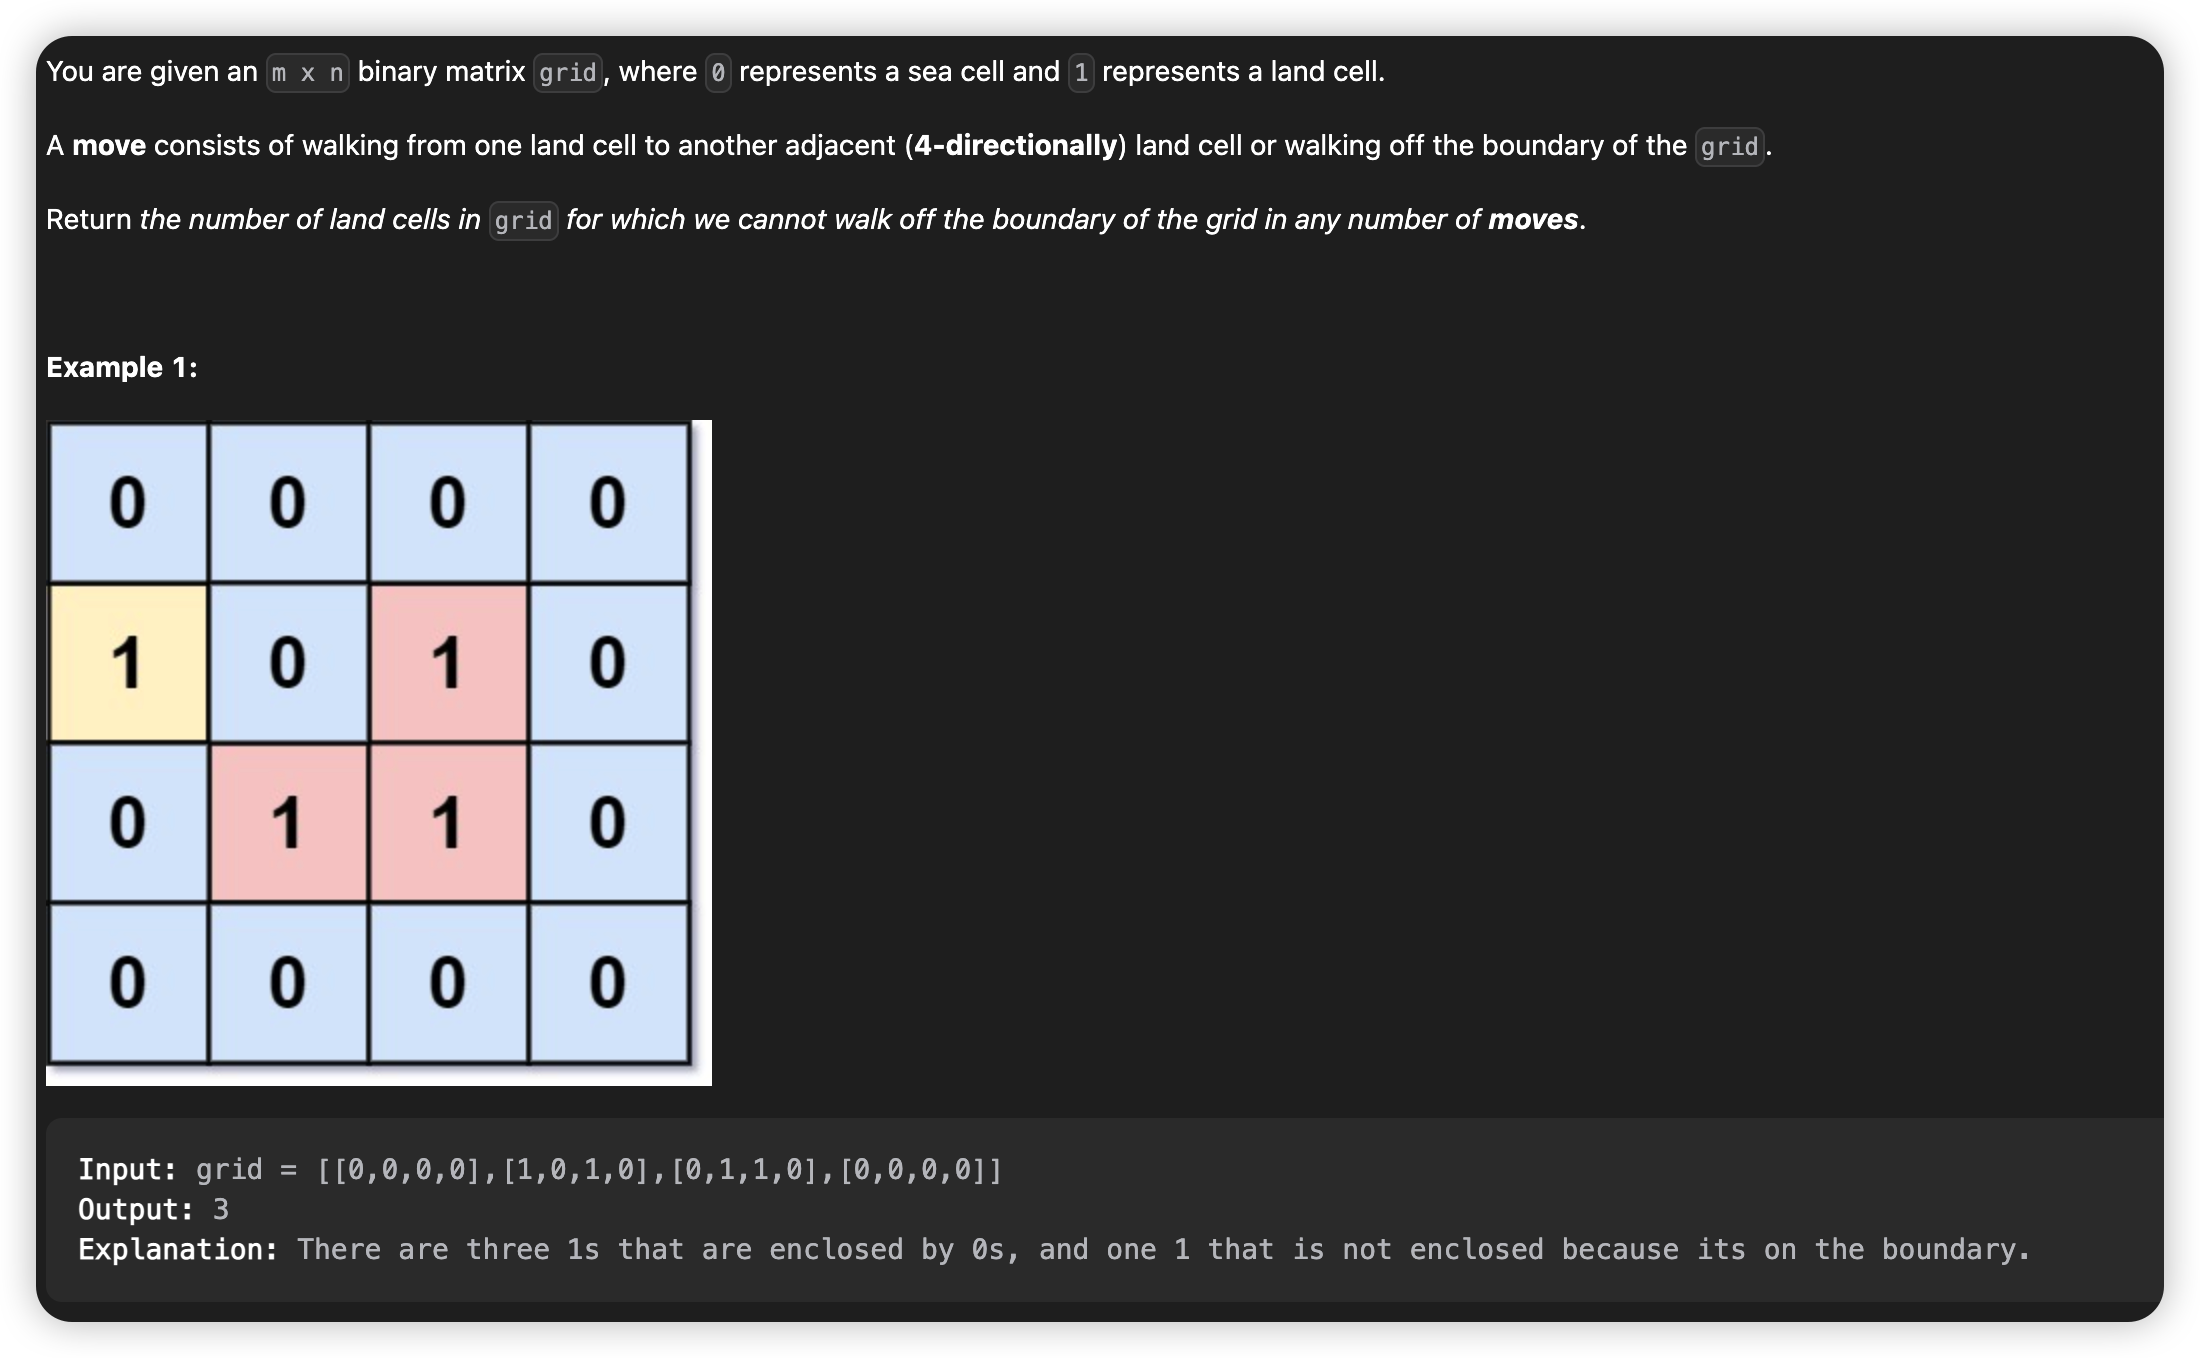 You are given an m x n binary matrix grid, where 0 represents a sea cell and 1 represents a land cell.
A move consists of walking from one land cell to another adjacent (4-directionally) land cell or walking off the boundary of the grid.
Return the number of land cells in grid for which we cannot walk off the boundary of the grid in any number of moves.
Example 1:
0 0 0 0
1 0 1 0
0 1 1 0
0 0 0 0
Input: grid = [[0,0,0,0],[1,0,1,0],[0,1,1,0],[0,0,0,0]]
Output: 3
Explanation: There are three 1s that are enclosed by 0s, and one 1 that is not enclosed because its on the boundary.